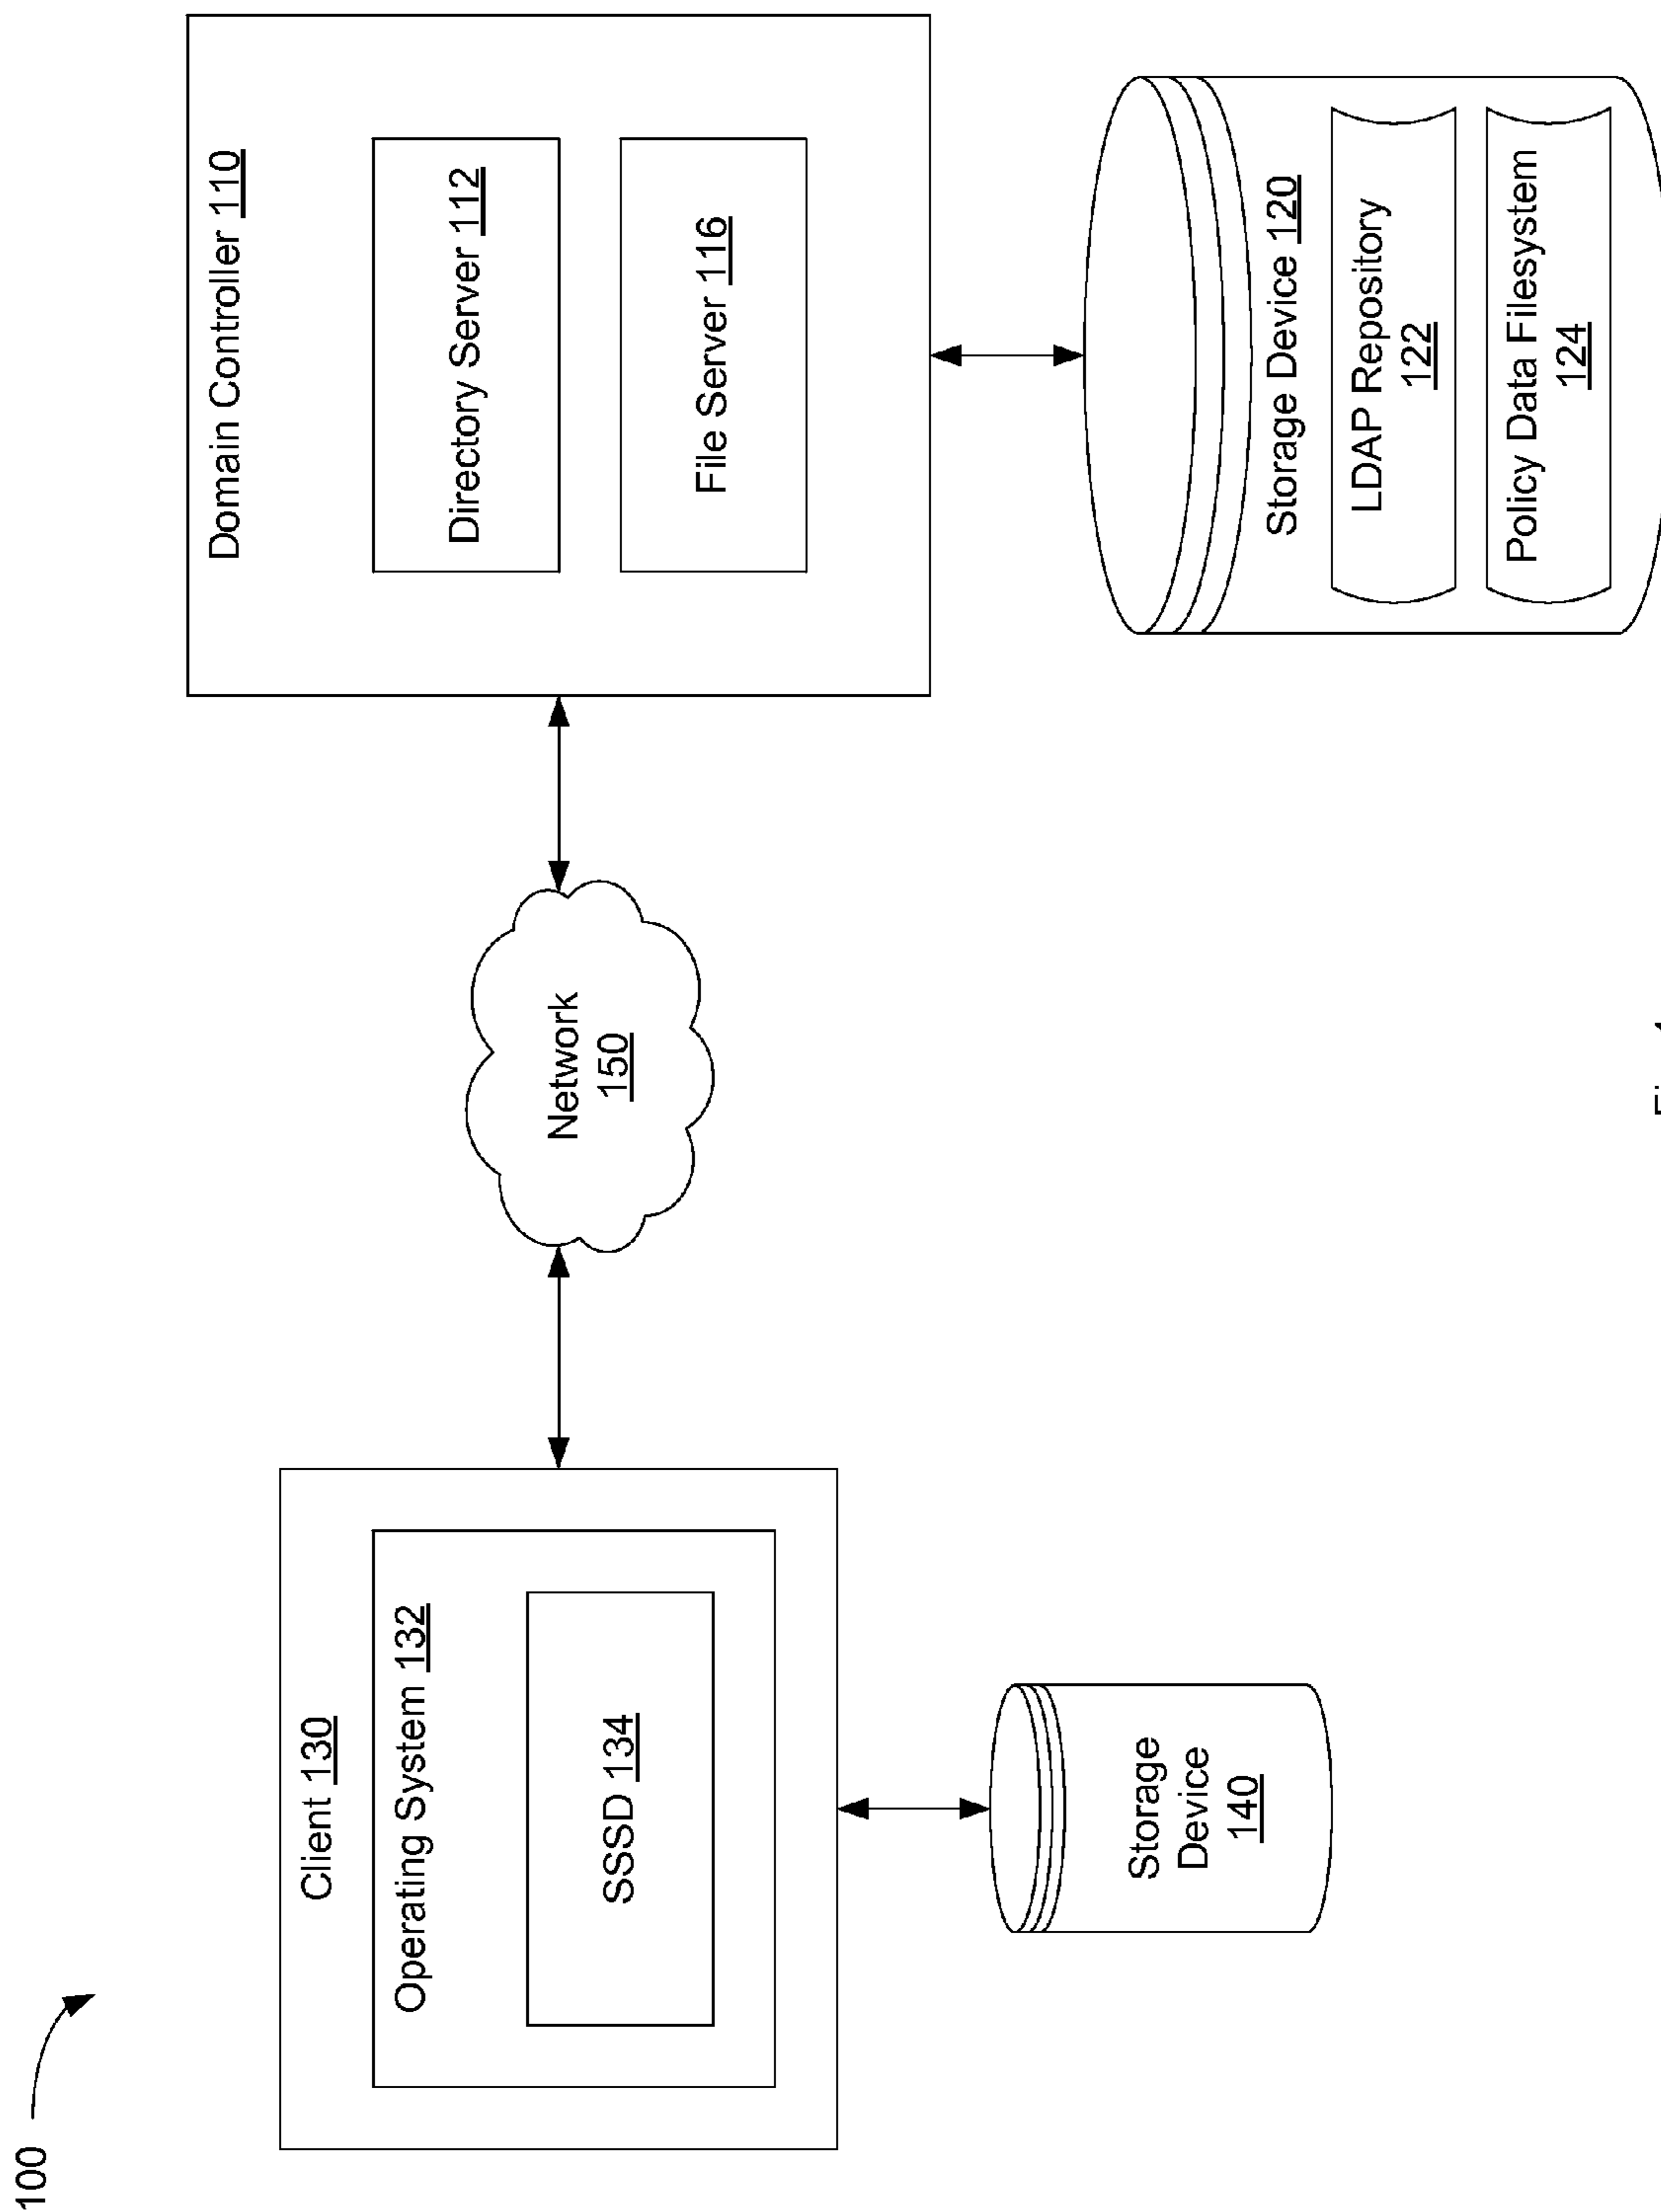 100
Client 130
Operating System 132
SSSD 134
Storage
Device
140
Network
150
Domain Controller 110
Directory Server 112
File Server 116
Storage Device 120
LDAP Repository
122
Policy Data Filesystem
124